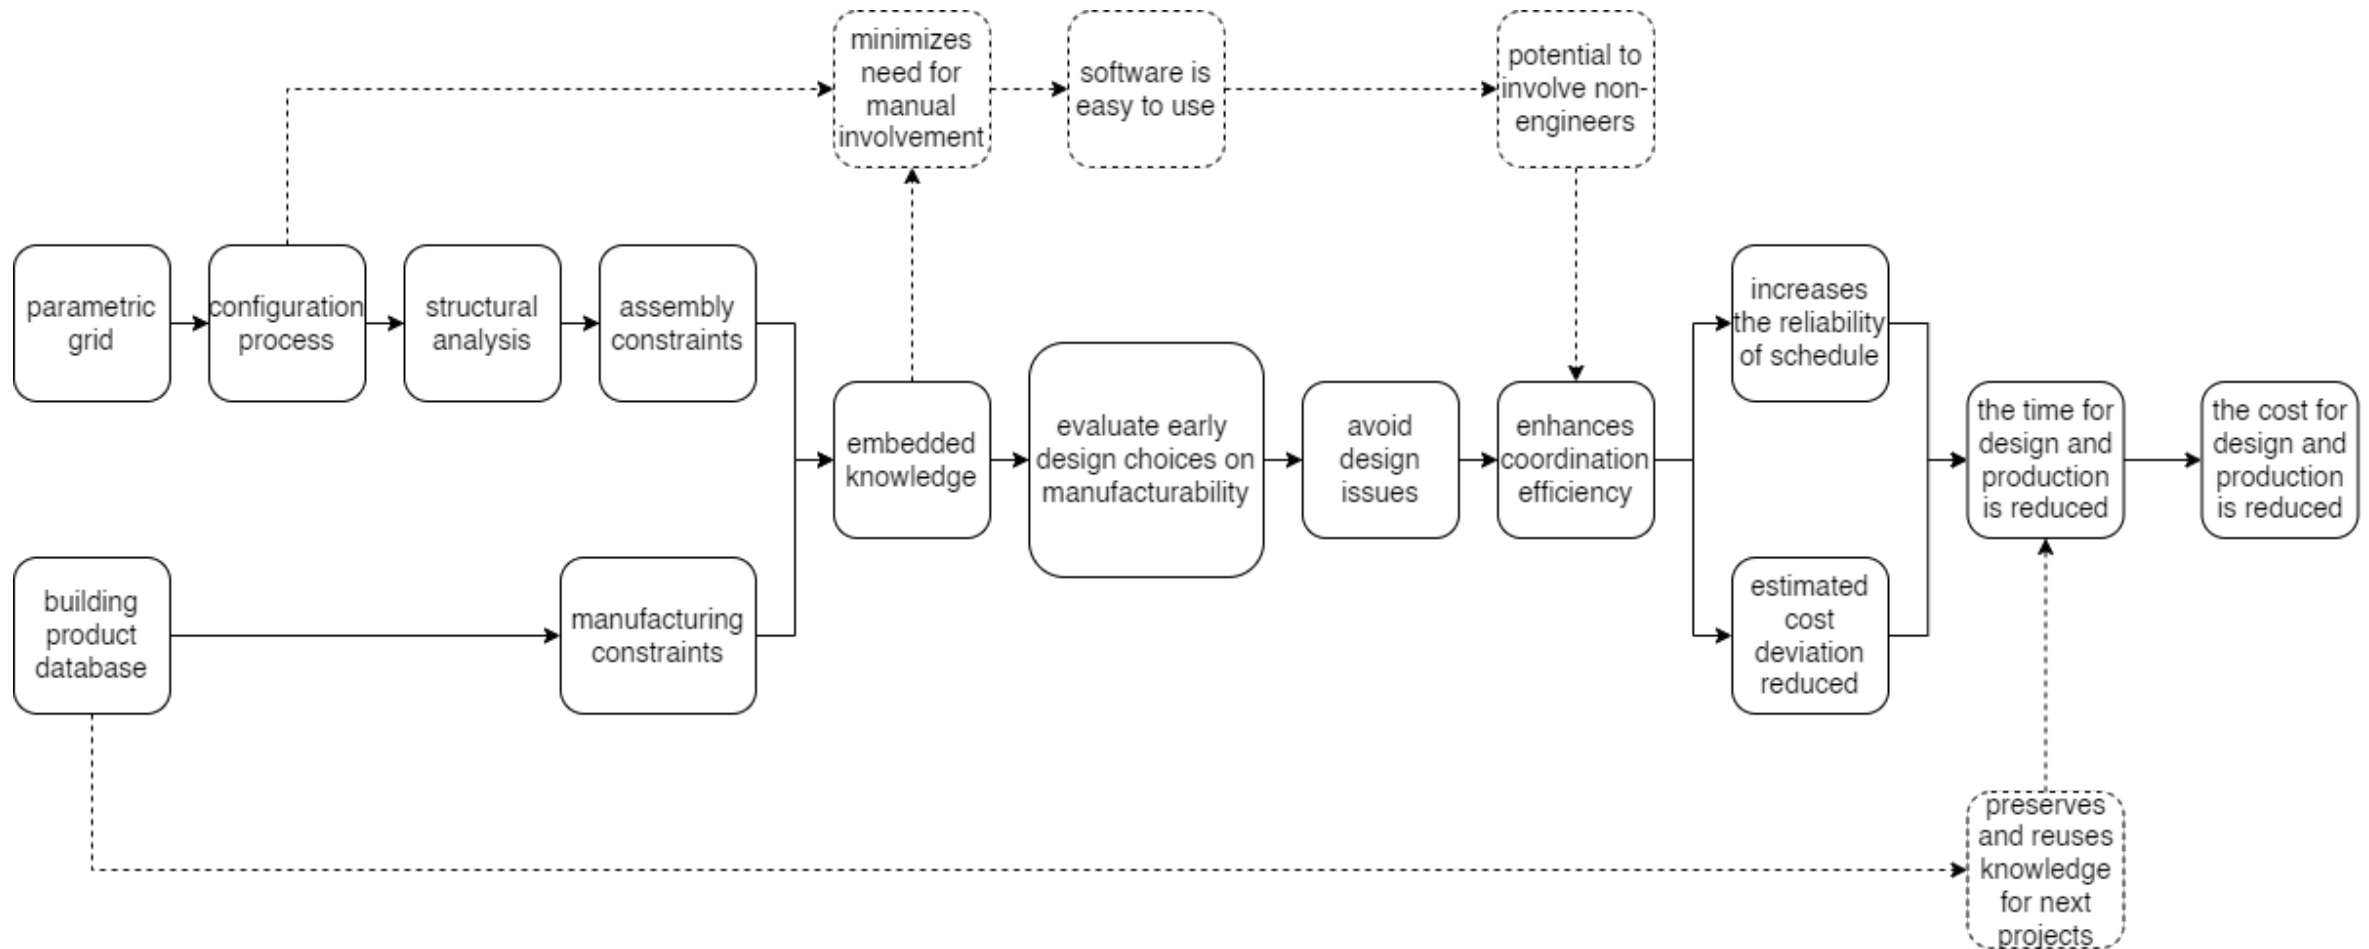 minimizes
need for
manual
involvement
software is
easy to use
potential to
involve non-
engineers
parametric
grid
configuration
process
structural
analysis
assembly
constraints
increases
the reliability
of schedule
embedded
knowledge
evaluate early
design choices on
manufacturability
avoid
design
issues
enhances
coordination
efficiency
the time for
design and
production
is reduced
the cost for
design and
production
is reduced
building
product
database
manufacturing
constraints
estimated
cost
deviation
reduced
preserves
and reuses
knowledge
for next
projects